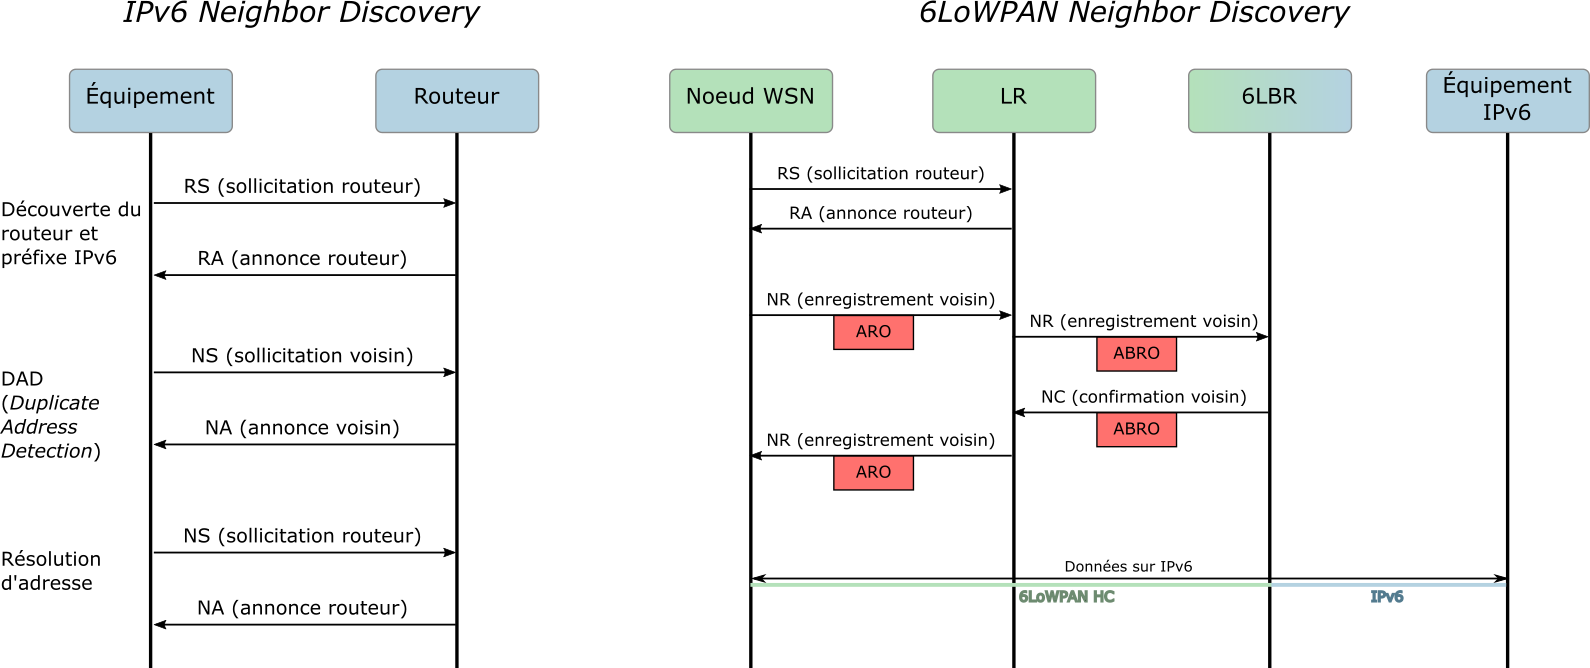 IPv6 Neighbor Discovery
Équipement
Routeur
RS (sollicitation routeur)
Découverte du
routeur et
préfixe IPv6
RA (annonce routeur)
NS (sollicitation voisin)
DAD
(Duplicate
Address
Detection)
NA (annonce voisin)
NS (sollicitation routeur)
Résolution
d'adresse
NA (annonce routeur)
6LoWPAN Neighbor Discovery
Noeud WSN
LR
6LBR
Équipement
IPv6
RS (sollicitation routeur)
RA (annonce routeur)
NR (enregistrement voisin)
ARO
NR (enregistrement voisin)
ABRO
NC (confirmation voisin)
ABRO
NR (enregistrement voisin)
ARO
Données sur IPv6
6LoWPAN HC
IPv6